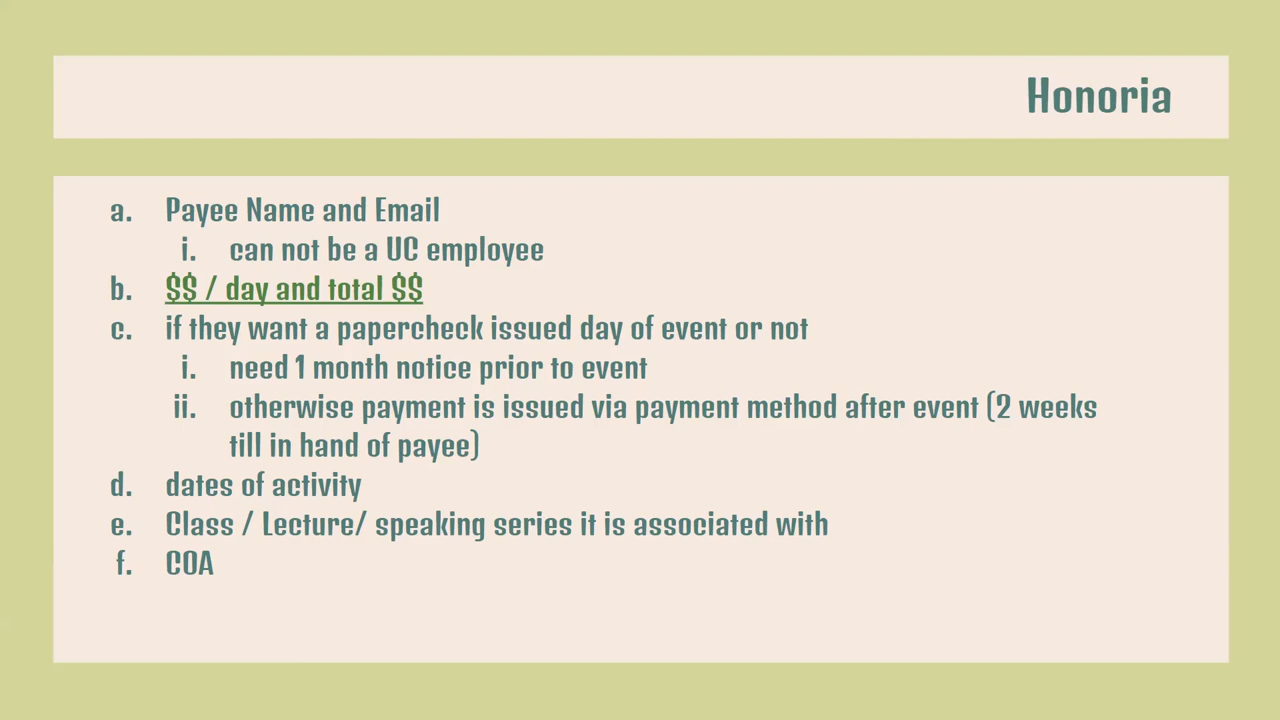 Honoria
a. Payee Name and Email
i. can not be a UC employee
b. $$ / day and total $$
c. if they want a papercheck issued day of event or not
i. need 1 month notice prior to event
ii. otherwise payment is issued via payment method after event (2 weeks
till in hand of payee)
d. dates of activity
e. Class / Lecture/ speaking series it is associated with
f. COA